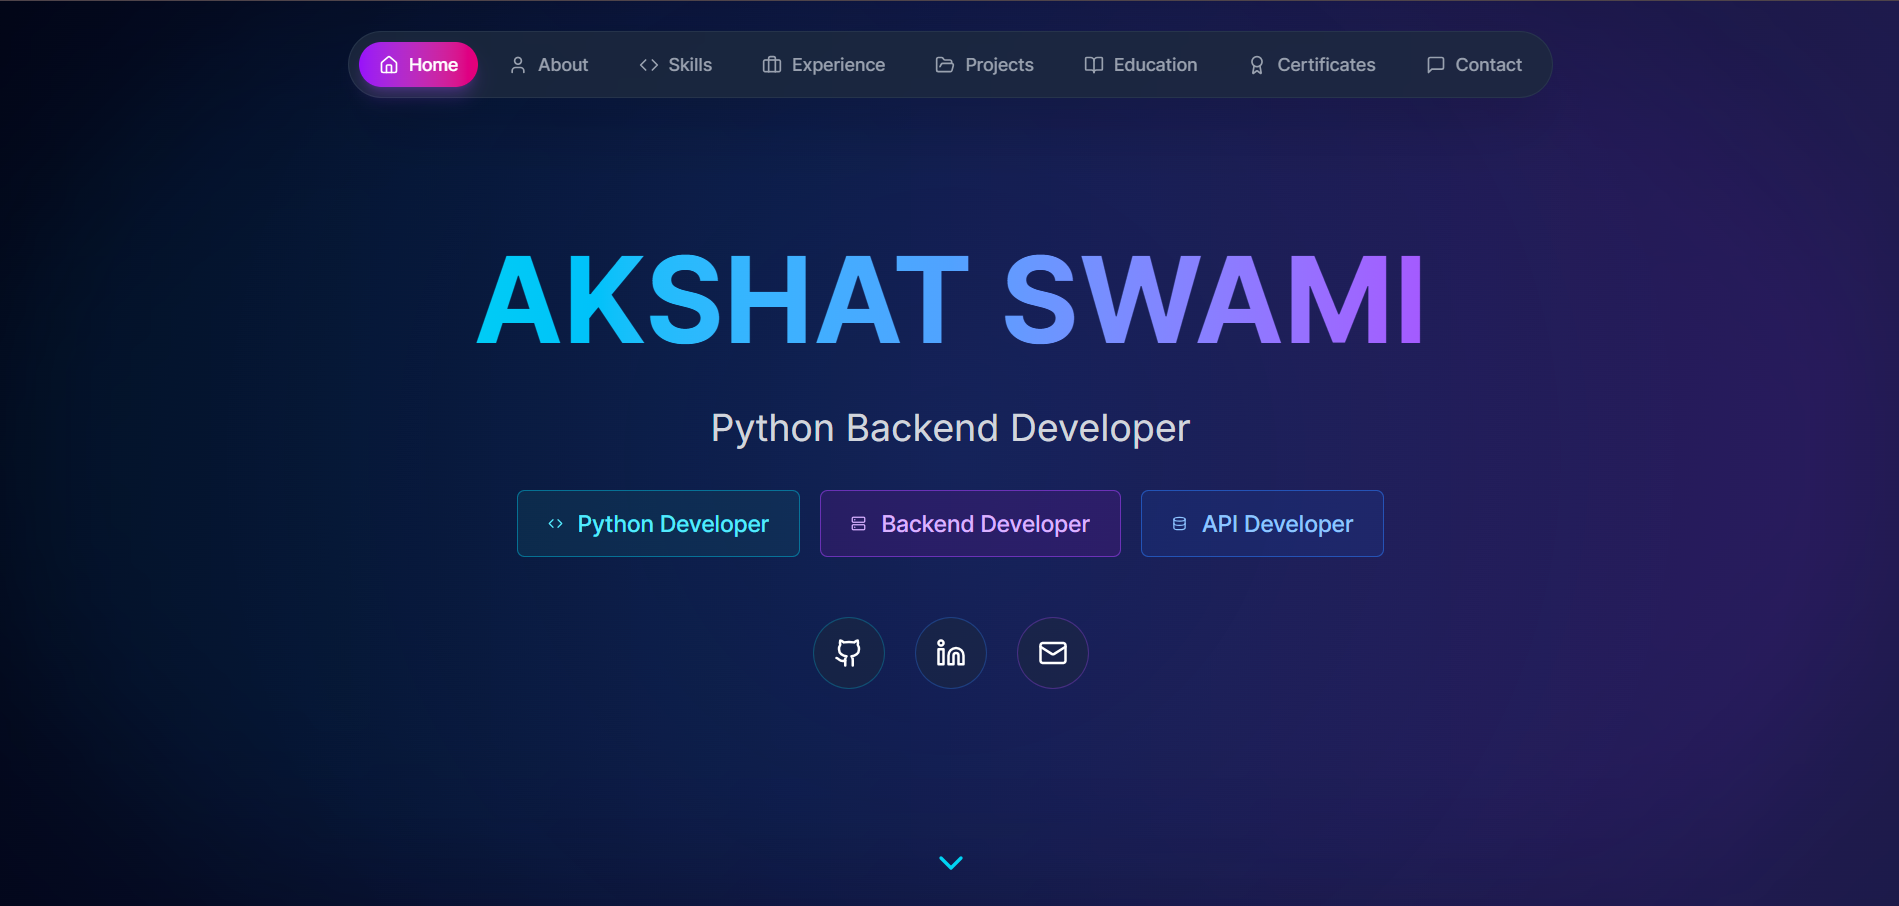 Home About Skills Experience Projects Education Certificates Contact
AKSHAT SWAMI
Python Backend Developer
Python Developer Backend Developer API Developer